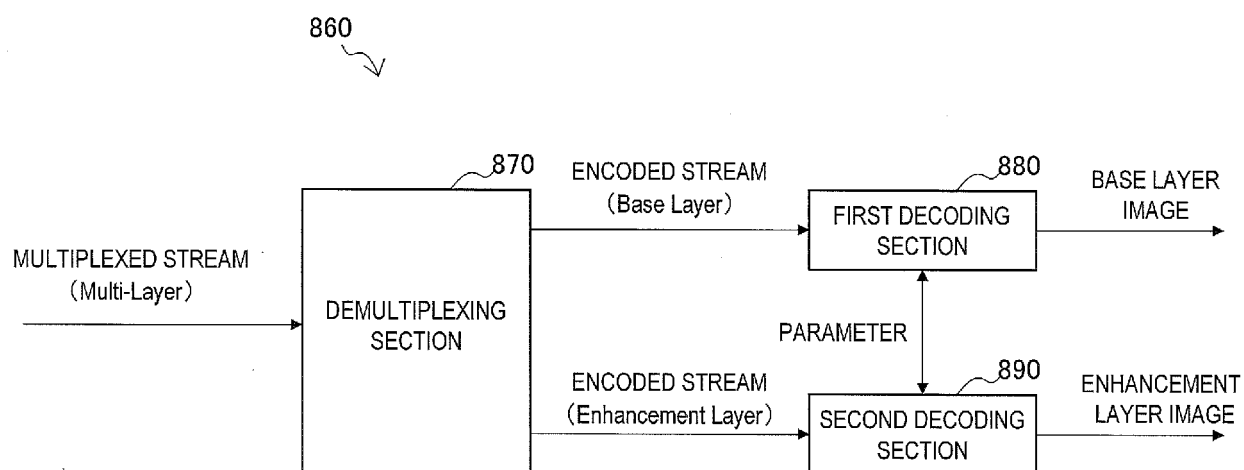 860
870
ENCODED STREAM
(Base Layer)
880
FIRST DECODING
SECTION
BASE LAYER
IMAGE
MULTIPLEXED STREAM
(Multi-Layer)
DEMULTIPLEXING
SECTION
PARAMETER
ENCODED STREAM
(Enhancement Layer)
890
SECOND DECODING
SECTION
ENHANCEMENT
LAYER IMAGE